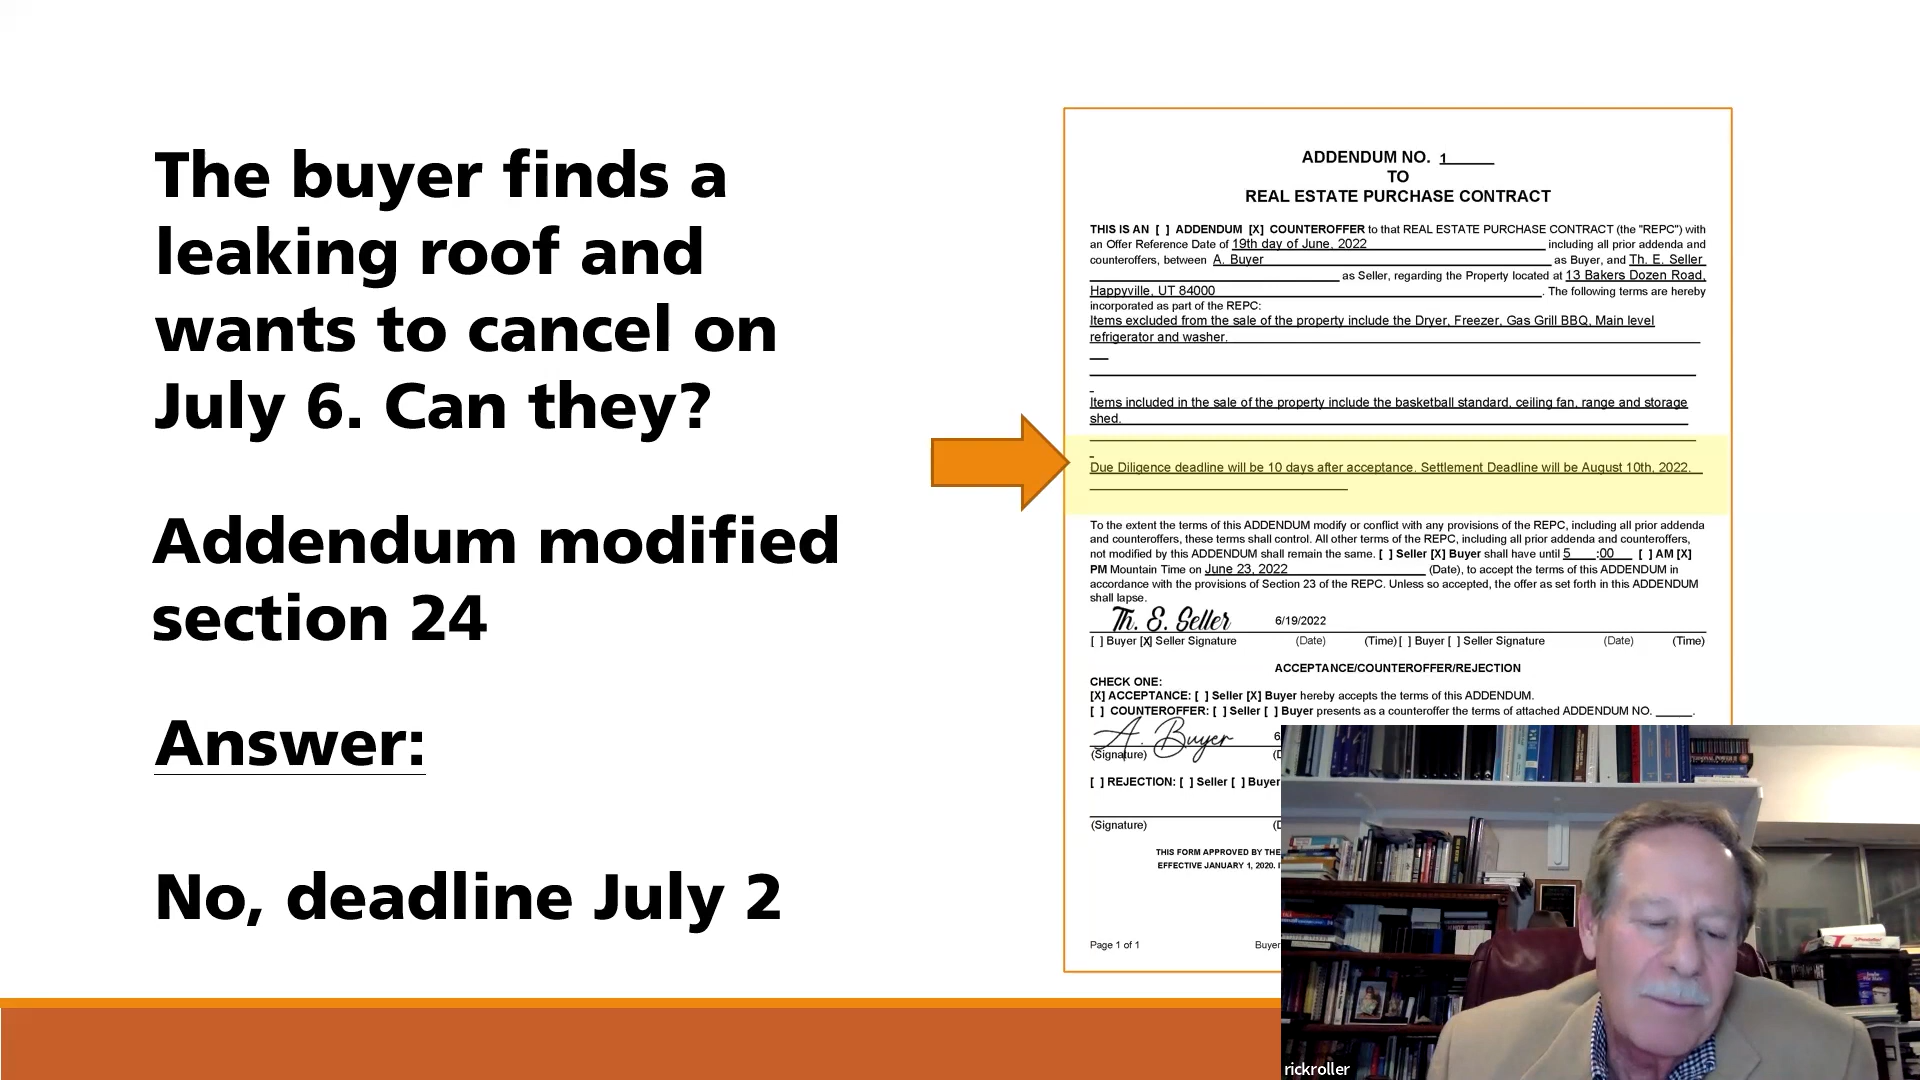 The buyer finds a
leaking roof and
wants to cancel on
July 6. Can they?
Addendum modified
section 24
Answer:
No, deadline July 2
ADDENDUM NO. 1
TO
REAL ESTATE PURCHASE CONTRACT
THIS IS AN [ ] ADDENDUM [X] COUNTEROFFER to that REAL ESTATE PURCHASE CONTRACT (the "REPC") with
an Offer Reference Date of 19th day of June, 2022 including all prior addenda and
counteroffers, between A. Buyer as Buyer, and Th. E. Seller
as Seller, regarding the Property located at 13 Bakers Dozen Road,
Happyville, UT 84000. The following terms are hereby
incorporated as part of the REPC:
Items excluded from the sale of the property include the Dryer, Freezer, Gas Grill BBQ, Main level
refrigerator and washer.
Items included in the sale of the property include the basketball standard, ceiling fan, range and storage
shed.
Due Diligence deadline will be 10 days after acceptance. Settlement Deadline will be August 10th, 2022.
To the extent the terms of this ADDENDUM modify or conflict with any provisions of the REPC, including all prior addenda
and counteroffers, these terms shall control. All other terms of the REPC, including all prior addenda and counteroffers,
not modified by this ADDENDUM shall remain the same. [ ] Seller [X] Buyer shall have until 5 :00 [ ] AM [X]
PM Mountain Time on June 23, 2022 (Date), to accept the terms of this ADDENDUM in
accordance with the provisions of Section 23 of the REPC. Unless so accepted, the offer as set forth in this ADDENDUM
shall lapse.
Th. E. Seller 6/19/2022
[ ] Buyer [X] Seller Signature (Date) (Time) [ ] Buyer [ ] Seller Signature (Date) (Time)
ACCEPTANCE/COUNTEROFFER/REJECTION
CHECK ONE:
[X] ACCEPTANCE: [ ] Seller [X] Buyer hereby accepts the terms of this ADDENDUM.
[ ] COUNTEROFFER: [ ] Seller [ ] Buyer presents as a counteroffer the terms of attached ADDENDUM NO. _____.
A. Buyer 6
(Signature) (D
[ ] REJECTION: [ ] Seller [ ] Buyer
(Signature) (D
THIS FORM APPROVED BY THE
EFFECTIVE JANUARY 1, 2020.
Page 1 of 1 Buyer
rickroller